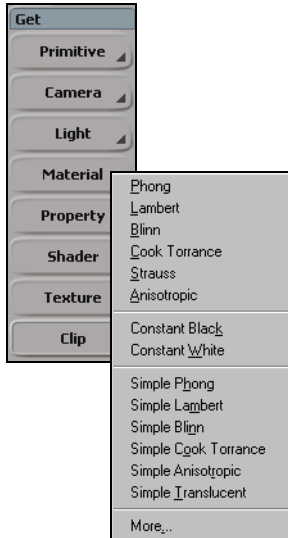 Get
Primitive
Camera
Light
Material
Property
Shader
Texture
Clip
Phong
Lambert
Blinn
Cook Torrance
Strauss
Anisotropic
Constant Black
Constant White
Simple Phong
Simple Lambert
Simple Blinn
Simple Cook Torrance
Simple Anisotropic
Simple Translucent
More...